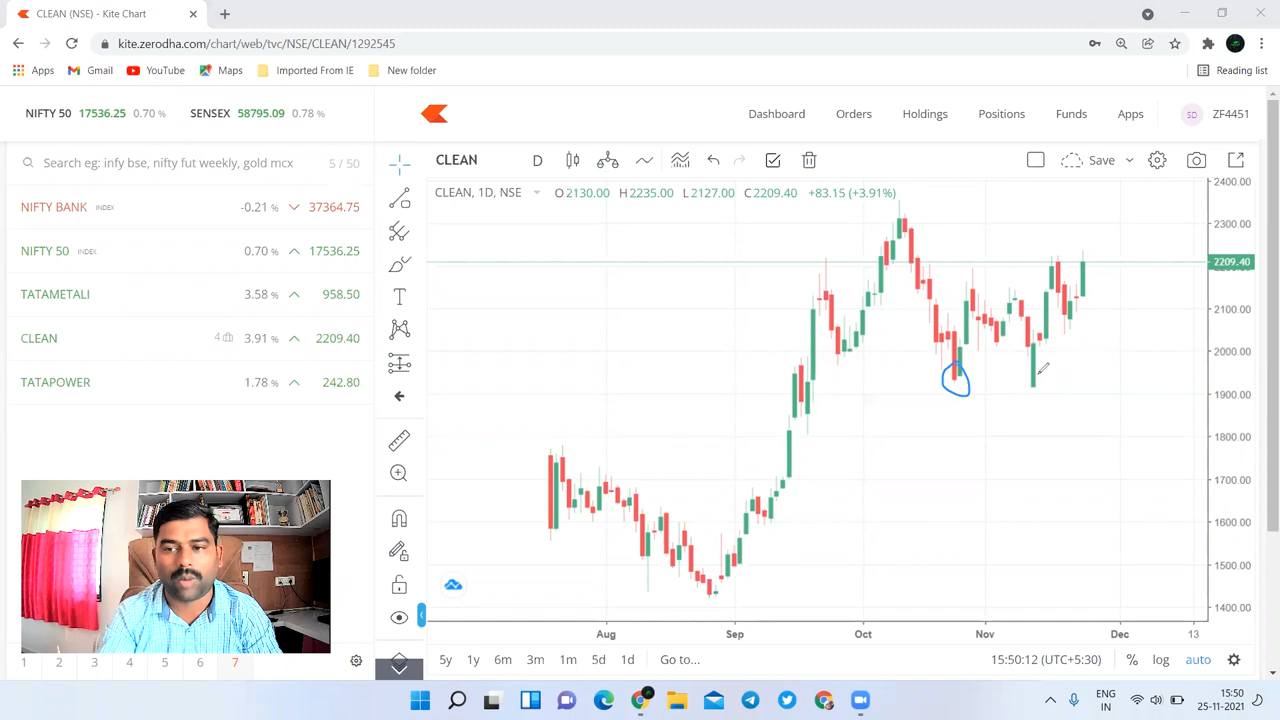 CLEAN (NSE) - Kite Chart
kite.zerodha.com/chart/web/tvc/NSE/CLEAN/1292545
Apps Gmail YouTube Maps Imported From IE New folder Reading list
NIFTY 50 17536.25 0.70 % SENSEX 58795.09 0.78 %
Dashboard Orders Holdings Positions Funds Apps SD ZF4451
Search eg: infy bse, nifty fut weekly, gold mcx 5 / 50
CLEAN D Save
CLEAN, 1D, NSE O2130.00 H2235.00 L2127.00 C2209.40 +83.15 (+3.91%)
NIFTY BANK INDEX -0.21 % 37364.75
NIFTY 50 INDEX 0.70 % 17536.25
TATAMETALI 3.58 % 958.50
CLEAN 4 3.91 % 2209.40
TATAPOWER 1.78 % 242.80
2400.00
2300.00
2209.40
2100.00
2000.00
1900.00
1800.00
1700.00
1600.00
1500.00
1400.00
Aug Sep Oct Nov Dec 13
1 2 3 4 5 6 7
5y 1y 6m 3m 1m 5d 1d Go to... 15:50:12 (UTC+5:30) % log auto
ENG
IN
15:50
25-11-2021